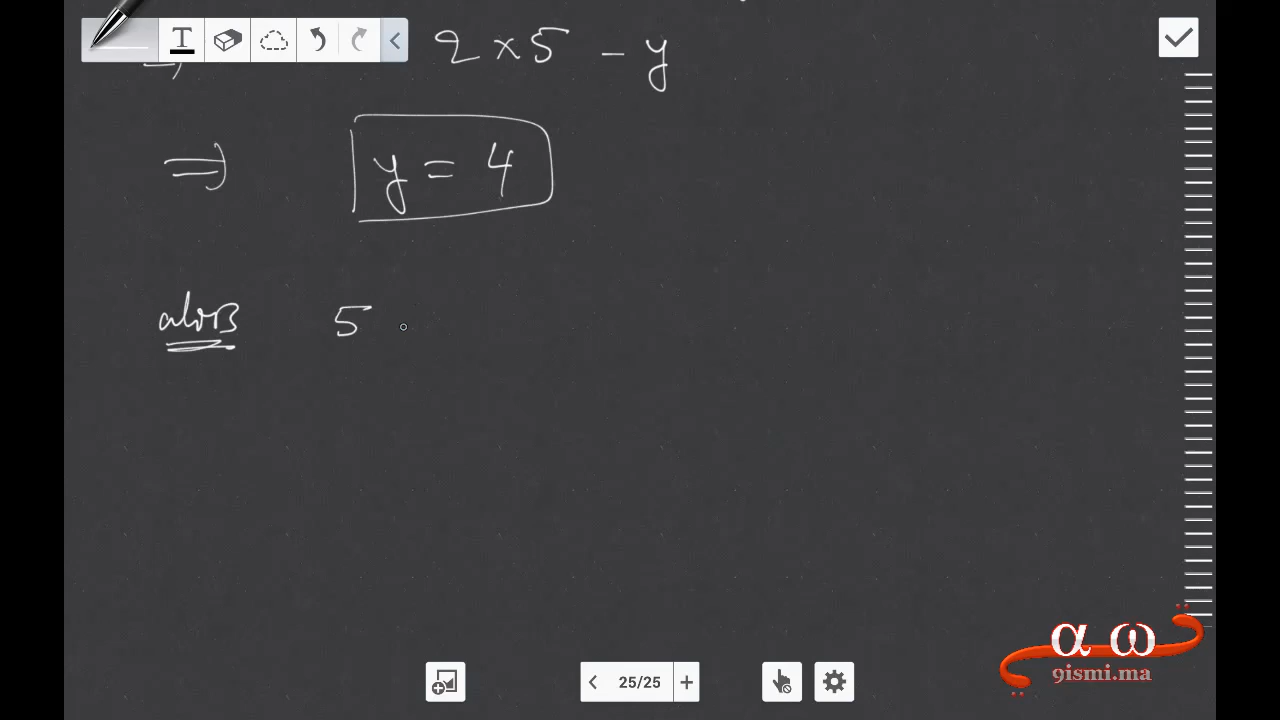 T
⇒ 2 × 5 - y
⇒ y = 4
alors 5
25/25
α ω
9ismi.ma